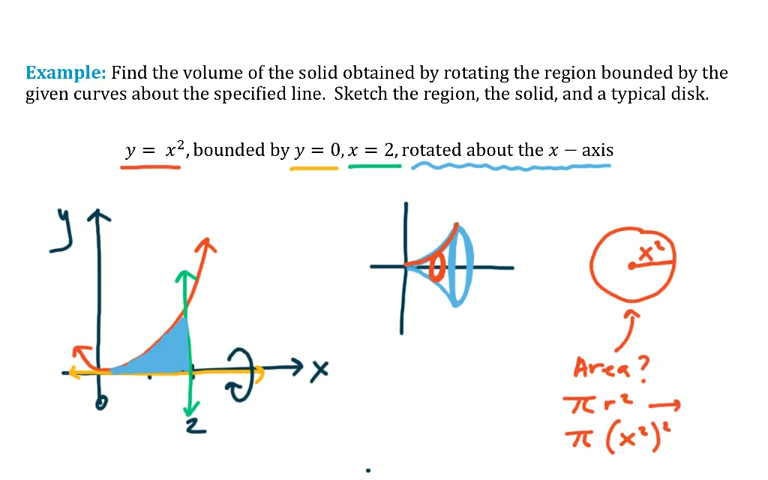 Example: Find the volume of the solid obtained by rotating the region bounded by the
given curves about the specified line. Sketch the region, the solid, and a typical disk.
y = x², bounded by y = 0, x = 2, rotated about the x − axis
y
x
0
2
x²
Area?
πr² →
π(x²)²